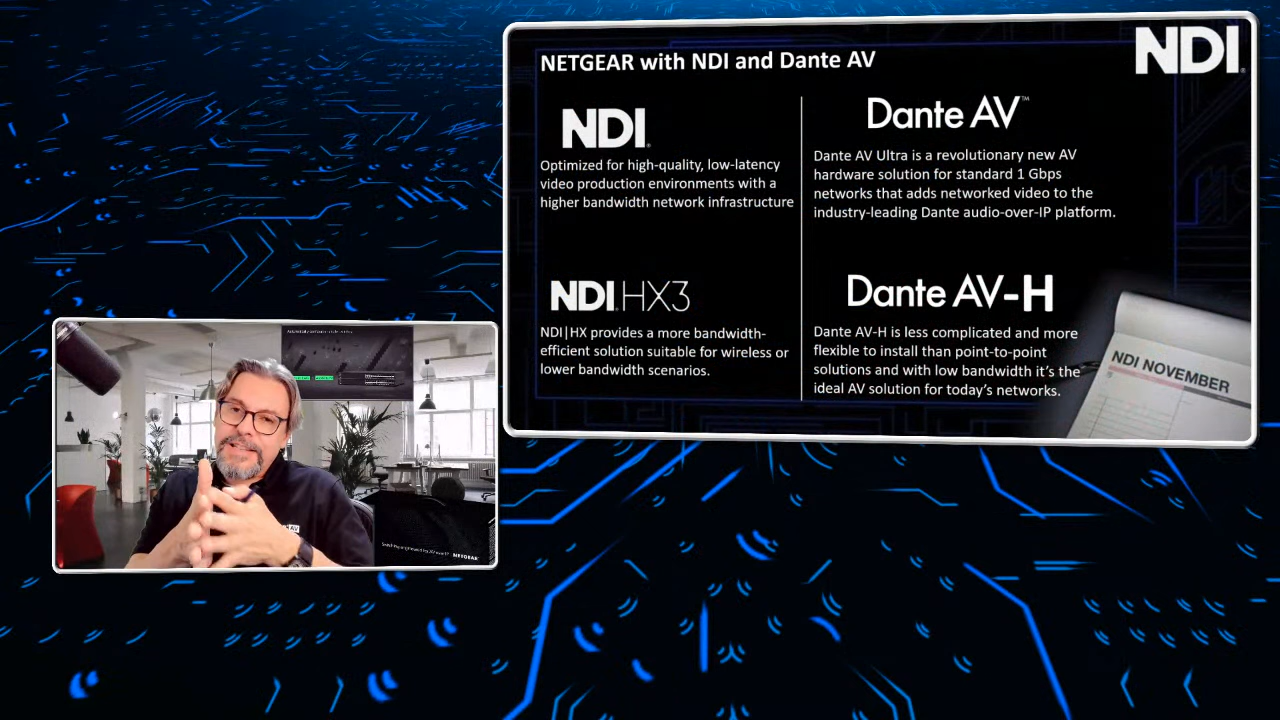 NETGEAR with NDI and Dante AV
NDI
NDI
Optimized for high-quality, low-latency
video production environments with a
higher bandwidth network infrastructure
NDI HX3
NDI|HX provides a more bandwidth-
efficient solution suitable for wireless or
lower bandwidth scenarios.
Dante AV™
Dante AV Ultra is a revolutionary new AV
hardware solution for standard 1 Gbps
networks that adds networked video to the
industry-leading Dante audio-over-IP platform.
Dante AV-H
Dante AV-H is less complicated and more
flexible to install than point-to-point
solutions and with low bandwidth it's the
ideal AV solution for today's networks.
NDI NOVEMBER
NETGEAR